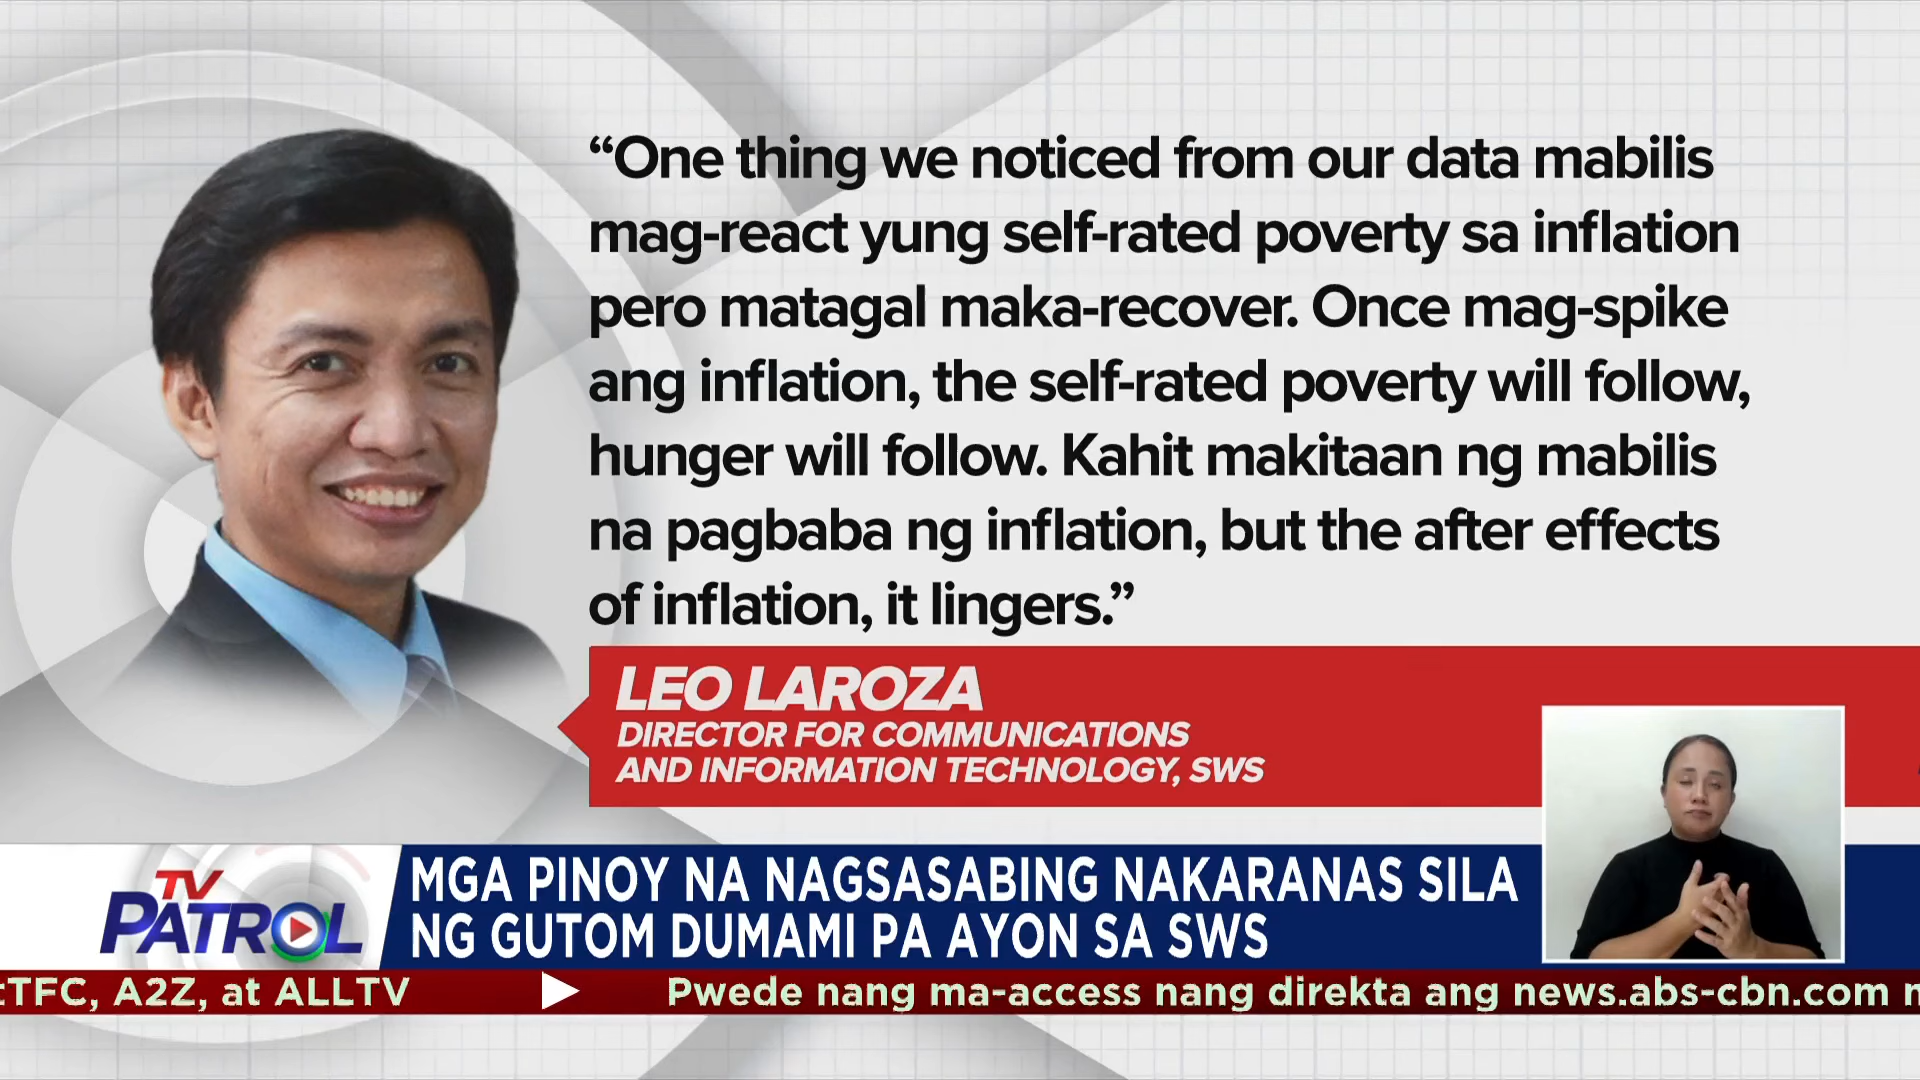 “One thing we noticed from our data mabilis
mag-react yung self-rated poverty sa inflation
pero matagal maka-recover. Once mag-spike
ang inflation, the self-rated poverty will follow,
hunger will follow. Kahit makitaan ng mabilis
na pagbaba ng inflation, but the after effects
of inflation, it lingers.”
LEO LAROZA
DIRECTOR FOR COMMUNICATIONS
AND INFORMATION TECHNOLOGY, SWS
TV
PATROL
MGA PINOY NA NAGSASABING NAKARANAS SILA
NG GUTOM DUMAMI PA AYON SA SWS
TFC, A2Z, at ALLTV
Pwede nang ma-access nang direkta ang news.abs-cbn.com